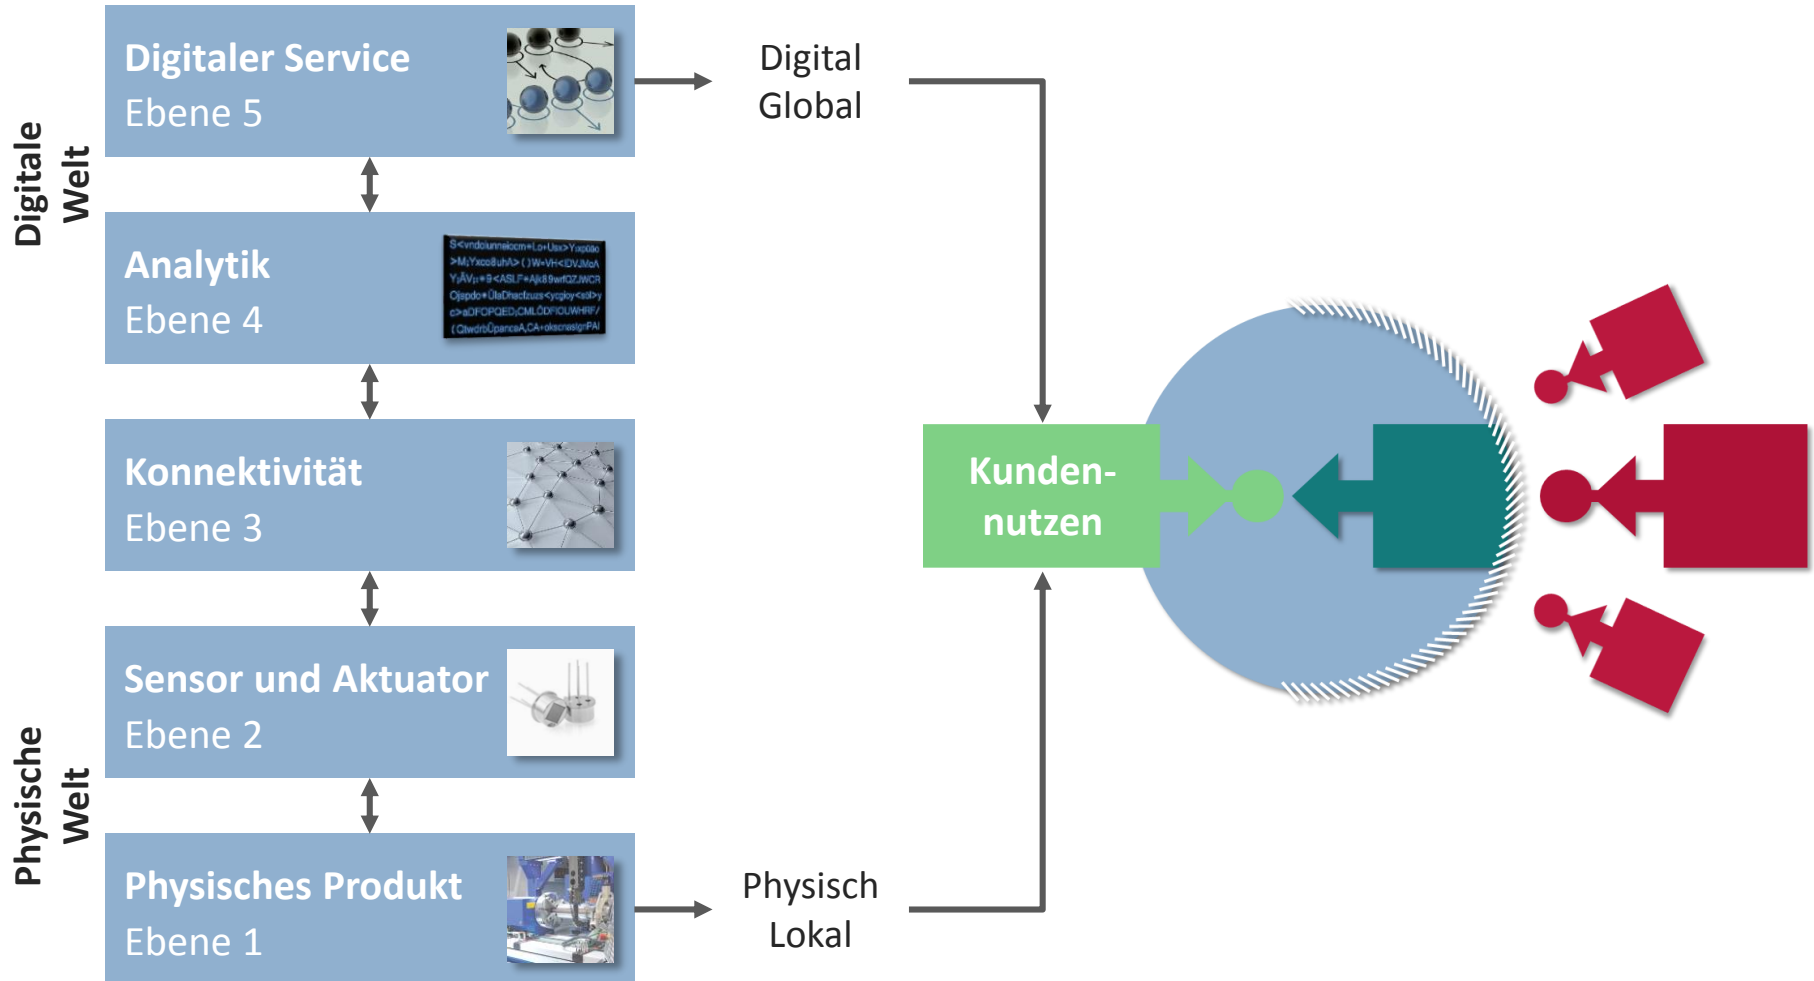 Digitale
Welt
Physische
Welt
Digitaler Service
Ebene 5
Analytik
Ebene 4
Konnektivität
Ebene 3
Sensor und Aktuator
Ebene 2
Physisches Produkt
Ebene 1
Digital
Global
Kunden-
nutzen
Physisch
Lokal